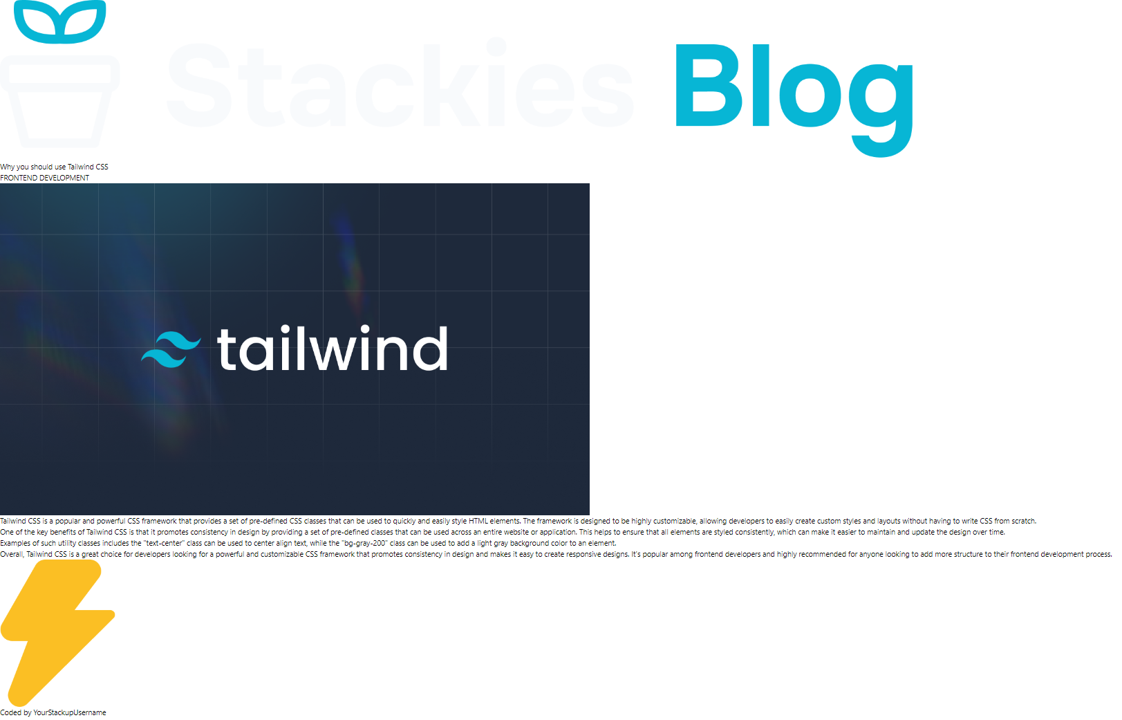 Stackies Blog
Why you should use Tailwind CSS
FRONTEND DEVELOPMENT
tailwind
Tailwind CSS is a popular and powerful CSS framework that provides a set of pre-defined CSS classes that can be used to quickly and easily style HTML elements. The framework is designed to be highly customizable, allowing developers to easily create custom styles and layouts without having to write CSS from scratch.
One of the key benefits of Tailwind CSS is that it promotes consistency in design by providing a set of pre-defined classes that can be used across an entire website or application. This helps to ensure that all elements are styled consistently, which can make it easier to maintain and update the design over time.
Examples of such utility classes includes the "text-center" class can be used to center align text, while the "bg-gray-200" class can be used to add a light gray background color to an element.
Overall, Tailwind CSS is a great choice for developers looking for a powerful and customizable CSS framework that promotes consistency in design and makes it easy to create responsive designs. It's popular among frontend developers and highly recommended for anyone looking to add more structure to their frontend development process.
Coded by YourStackupUsername